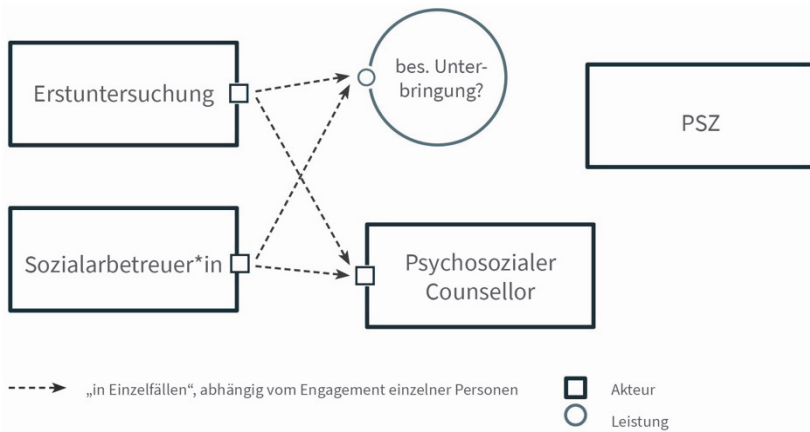 Erstuntersuchung
bes. Unter-
bringung?
PSZ
Sozialarbetreuer*in
Psychosozialer
Counsellor
„in Einzelfällen“, abhängig vom Engagement einzelner Personen
Akteur
Leistung